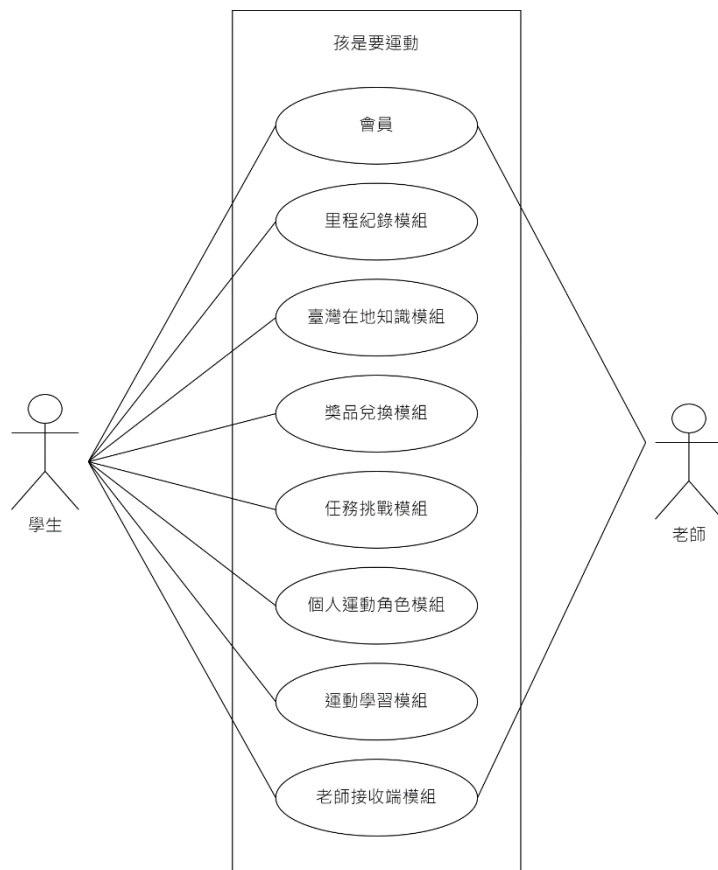 孩是要運動
會員
里程紀錄模組
臺灣在地知識模組
獎品兌換模組
任務挑戰模組
學生
老師
個人運動角色模組
運動學習模組
老師接收端模組